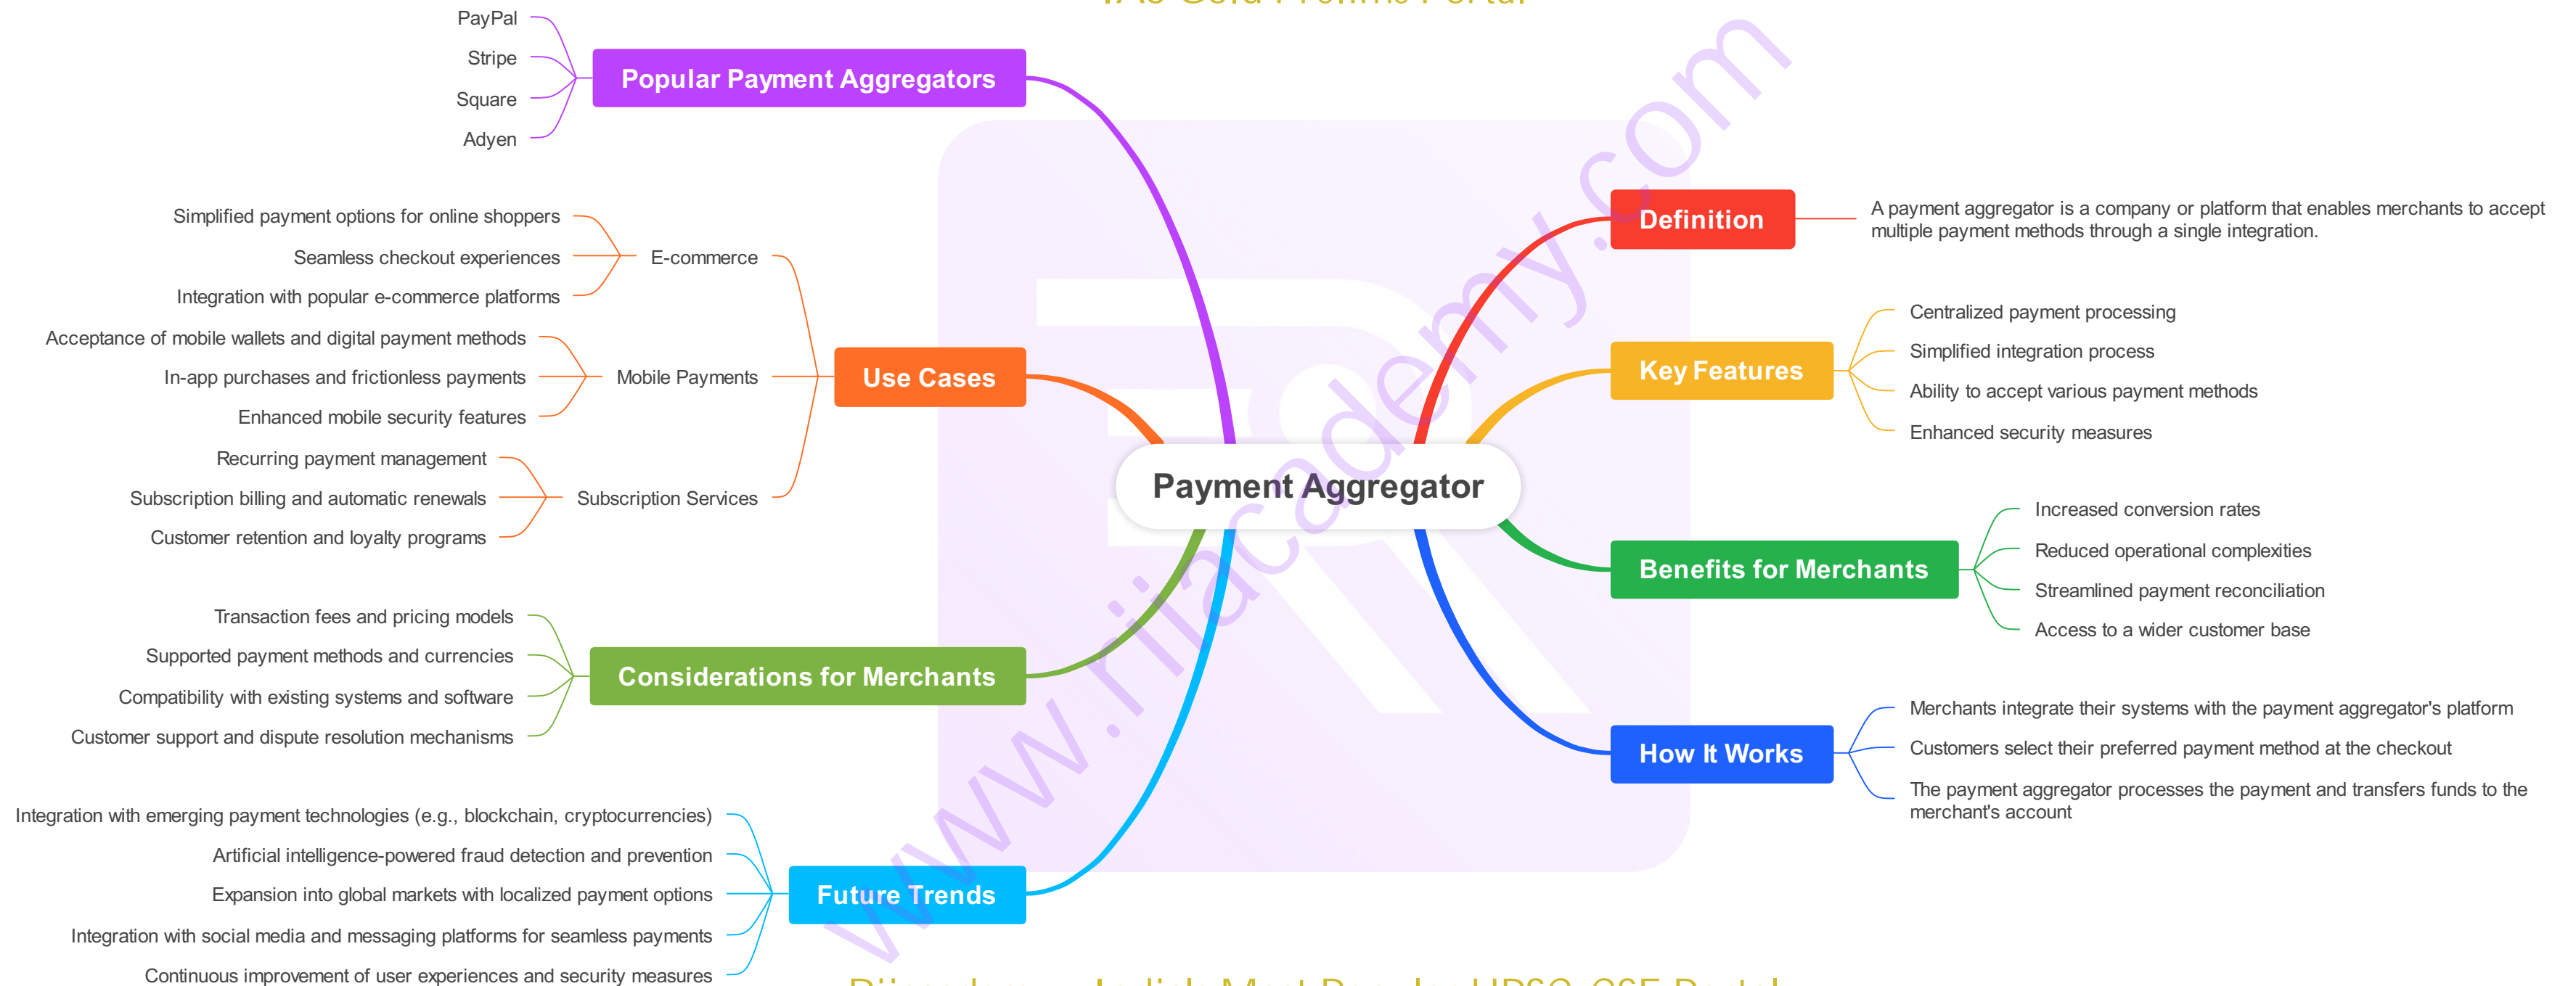 Payment Aggregator
Definition
A payment aggregator is a company or platform that enables merchants to accept
multiple payment methods through a single integration.
Key Features
Centralized payment processing
Simplified integration process
Ability to accept various payment methods
Enhanced security measures
Benefits for Merchants
Increased conversion rates
Reduced operational complexities
Streamlined payment reconciliation
Access to a wider customer base
How It Works
Merchants integrate their systems with the payment aggregator's platform
Customers select their preferred payment method at the checkout
The payment aggregator processes the payment and transfers funds to the
merchant's account
Popular Payment Aggregators
PayPal
Stripe
Square
Adyen
Use Cases
E-commerce
Simplified payment options for online shoppers
Seamless checkout experiences
Integration with popular e-commerce platforms
Mobile Payments
Acceptance of mobile wallets and digital payment methods
In-app purchases and frictionless payments
Enhanced mobile security features
Subscription Services
Recurring payment management
Subscription billing and automatic renewals
Customer retention and loyalty programs
Considerations for Merchants
Transaction fees and pricing models
Supported payment methods and currencies
Compatibility with existing systems and software
Customer support and dispute resolution mechanisms
Future Trends
Integration with emerging payment technologies (e.g., blockchain, cryptocurrencies)
Artificial intelligence-powered fraud detection and prevention
Expansion into global markets with localized payment options
Integration with social media and messaging platforms for seamless payments
Continuous improvement of user experiences and security measures
www.riiacademy.com